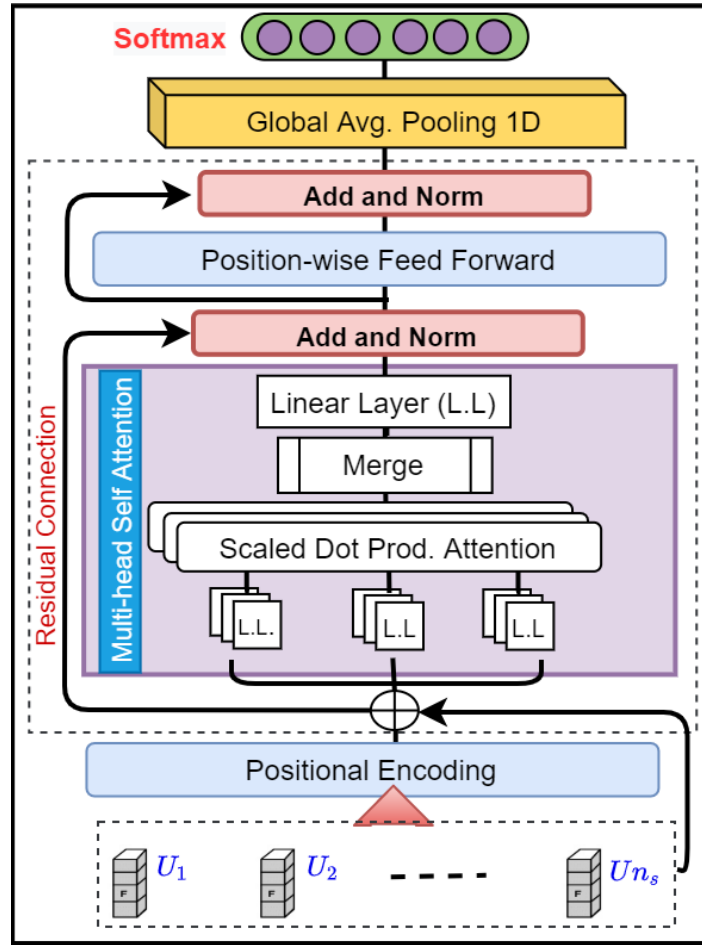 Softmax
Global Avg. Pooling 1D
Add and Norm
Position-wise Feed Forward
Add and Norm
Residual Connection
Multi-head Self Attention
Linear Layer (L.L)
Merge
Scaled Dot Prod. Attention
L.L. L.L L.L
Positional Encoding
F U₁ F U₂ F Unₛ